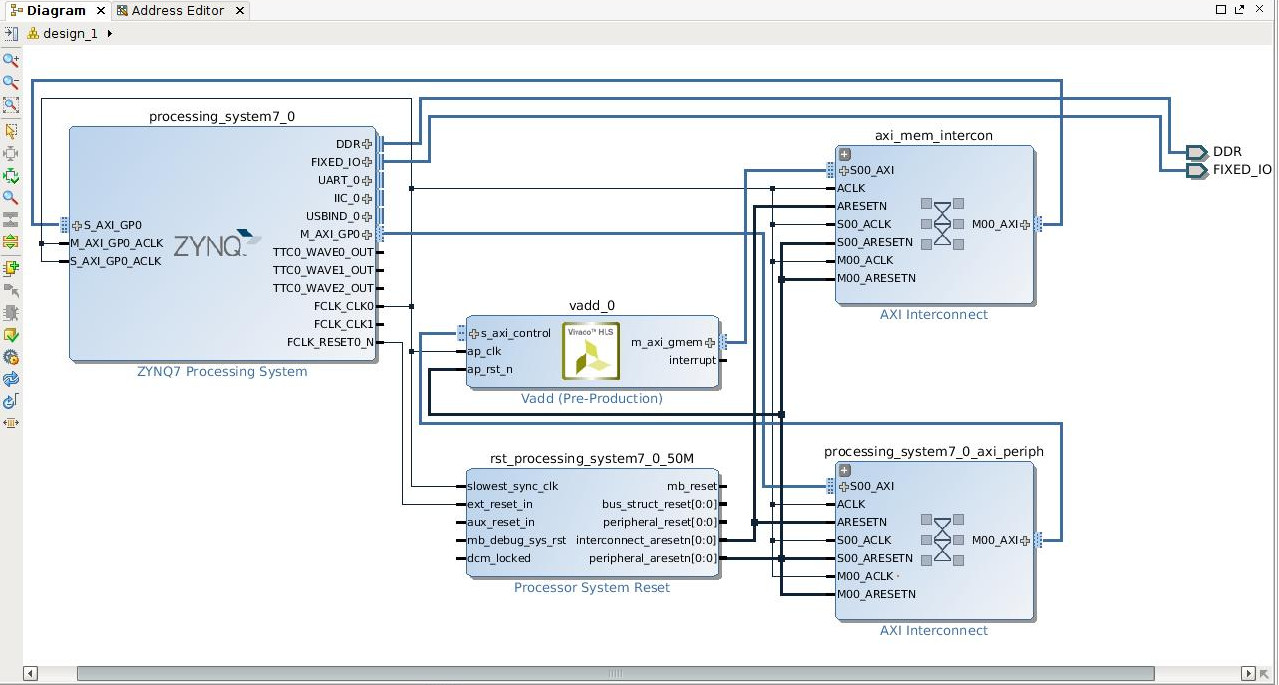 Diagram
Address Editor
design_1
processing_system7_0
DDR
FIXED_IO
UART_0
IIC_0
USBIND_0
S_AXI_GP0
M_AXI_GP0
M_AXI_GP0_ACLK
S_AXI_GP0_ACLK
ZYNQ
TTC0_WAVE0_OUT
TTC0_WAVE1_OUT
TTC0_WAVE2_OUT
FCLK_CLK0
FCLK_CLK1
FCLK_RESET0_N
ZYNQ7 Processing System
axi_mem_intercon
S00_AXI
ACLK
ARESETN
S00_ACLK
S00_ARESETN
M00_ACLK
M00_ARESETN
M00_AXI
AXI Interconnect
DDR
FIXED_IO
vadd_0
s_axi_control
ap_clk
ap_rst_n
Vivado™ HLS
m_axi_gmem
interrupt
Vadd (Pre-Production)
rst_processing_system7_0_50M
slowest_sync_clk
ext_reset_in
aux_reset_in
mb_debug_sys_rst
dcm_locked
mb_reset
bus_struct_reset[0:0]
peripheral_reset[0:0]
interconnect_aresetn[0:0]
peripheral_aresetn[0:0]
Processor System Reset
processing_system7_0_axi_periph
S00_AXI
ACLK
ARESETN
S00_ACLK
S00_ARESETN
M00_ACLK
M00_ARESETN
M00_AXI
AXI Interconnect